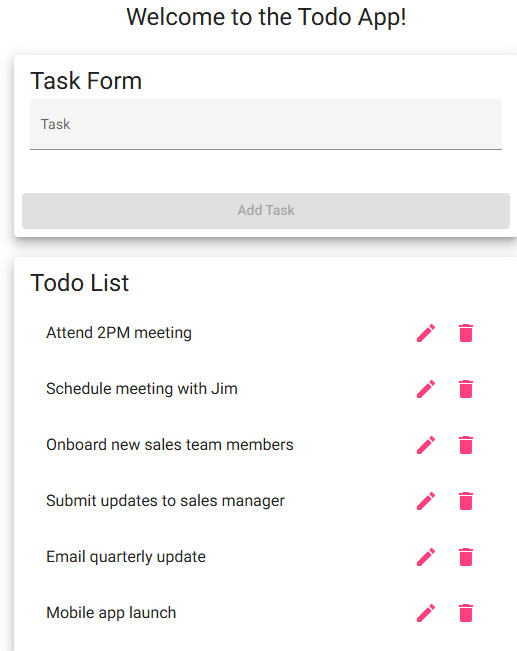 Welcome to the Todo App!
Task Form
Task
Add Task
Todo List
Attend 2PM meeting
Schedule meeting with Jim
Onboard new sales team members
Submit updates to sales manager
Email quarterly update
Mobile app launch